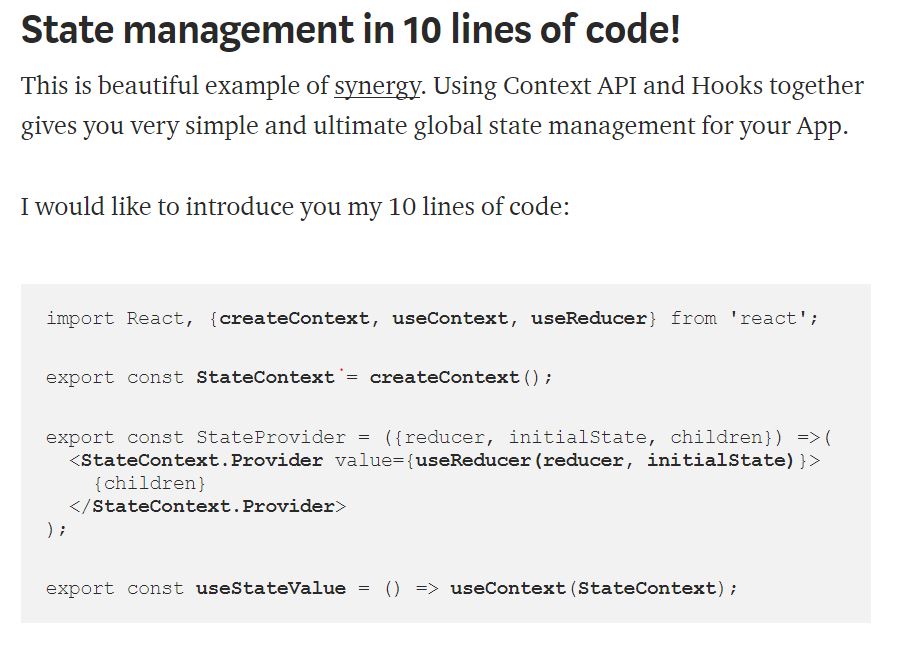 State management in 10 lines of code!
This is beautiful example of synergy. Using Context API and Hooks together
gives you very simple and ultimate global state management for your App.
I would like to introduce you my 10 lines of code:
import React, {createContext, useContext, useReducer} from 'react';
export const StateContext = createContext();
export const StateProvider = ({reducer, initialState, children}) =>(
  <StateContext.Provider value={useReducer(reducer, initialState)}>
    {children}
  </StateContext.Provider>
);
export const useStateValue = () => useContext(StateContext);